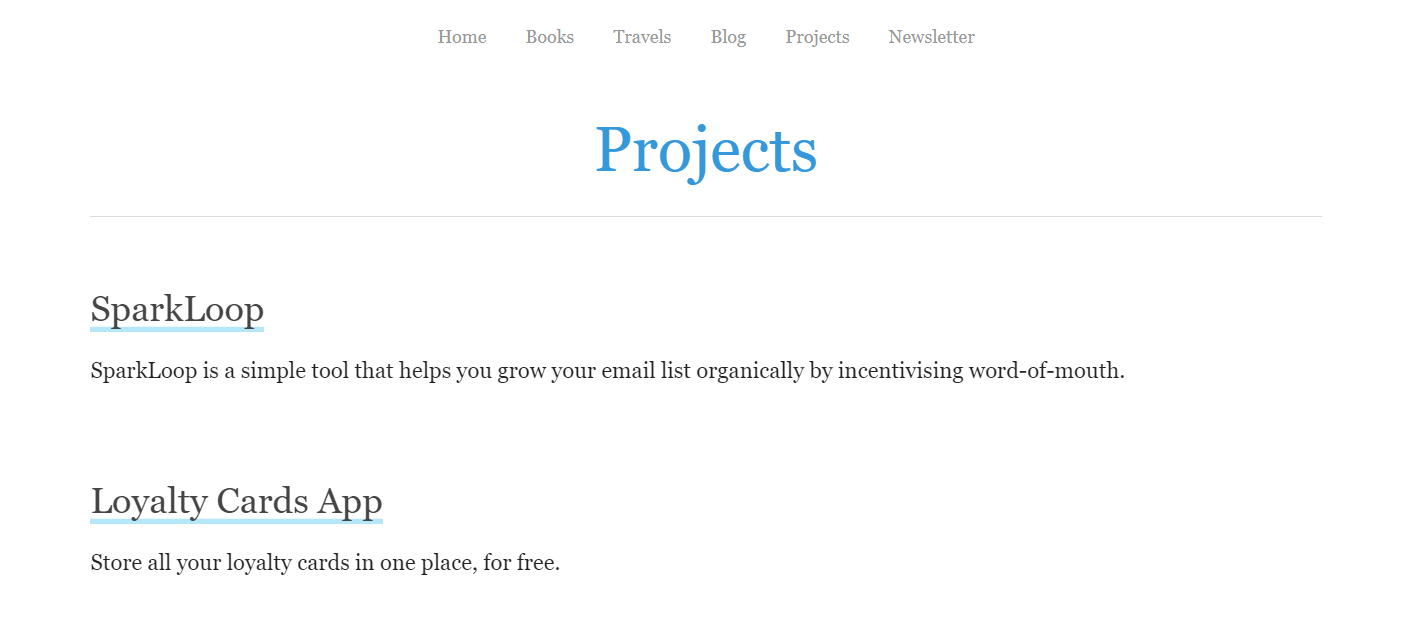 Home Books Travels Blog Projects Newsletter
Projects
SparkLoop
SparkLoop is a simple tool that helps you grow your email list organically by incentivising word-of-mouth.
Loyalty Cards App
Store all your loyalty cards in one place, for free.